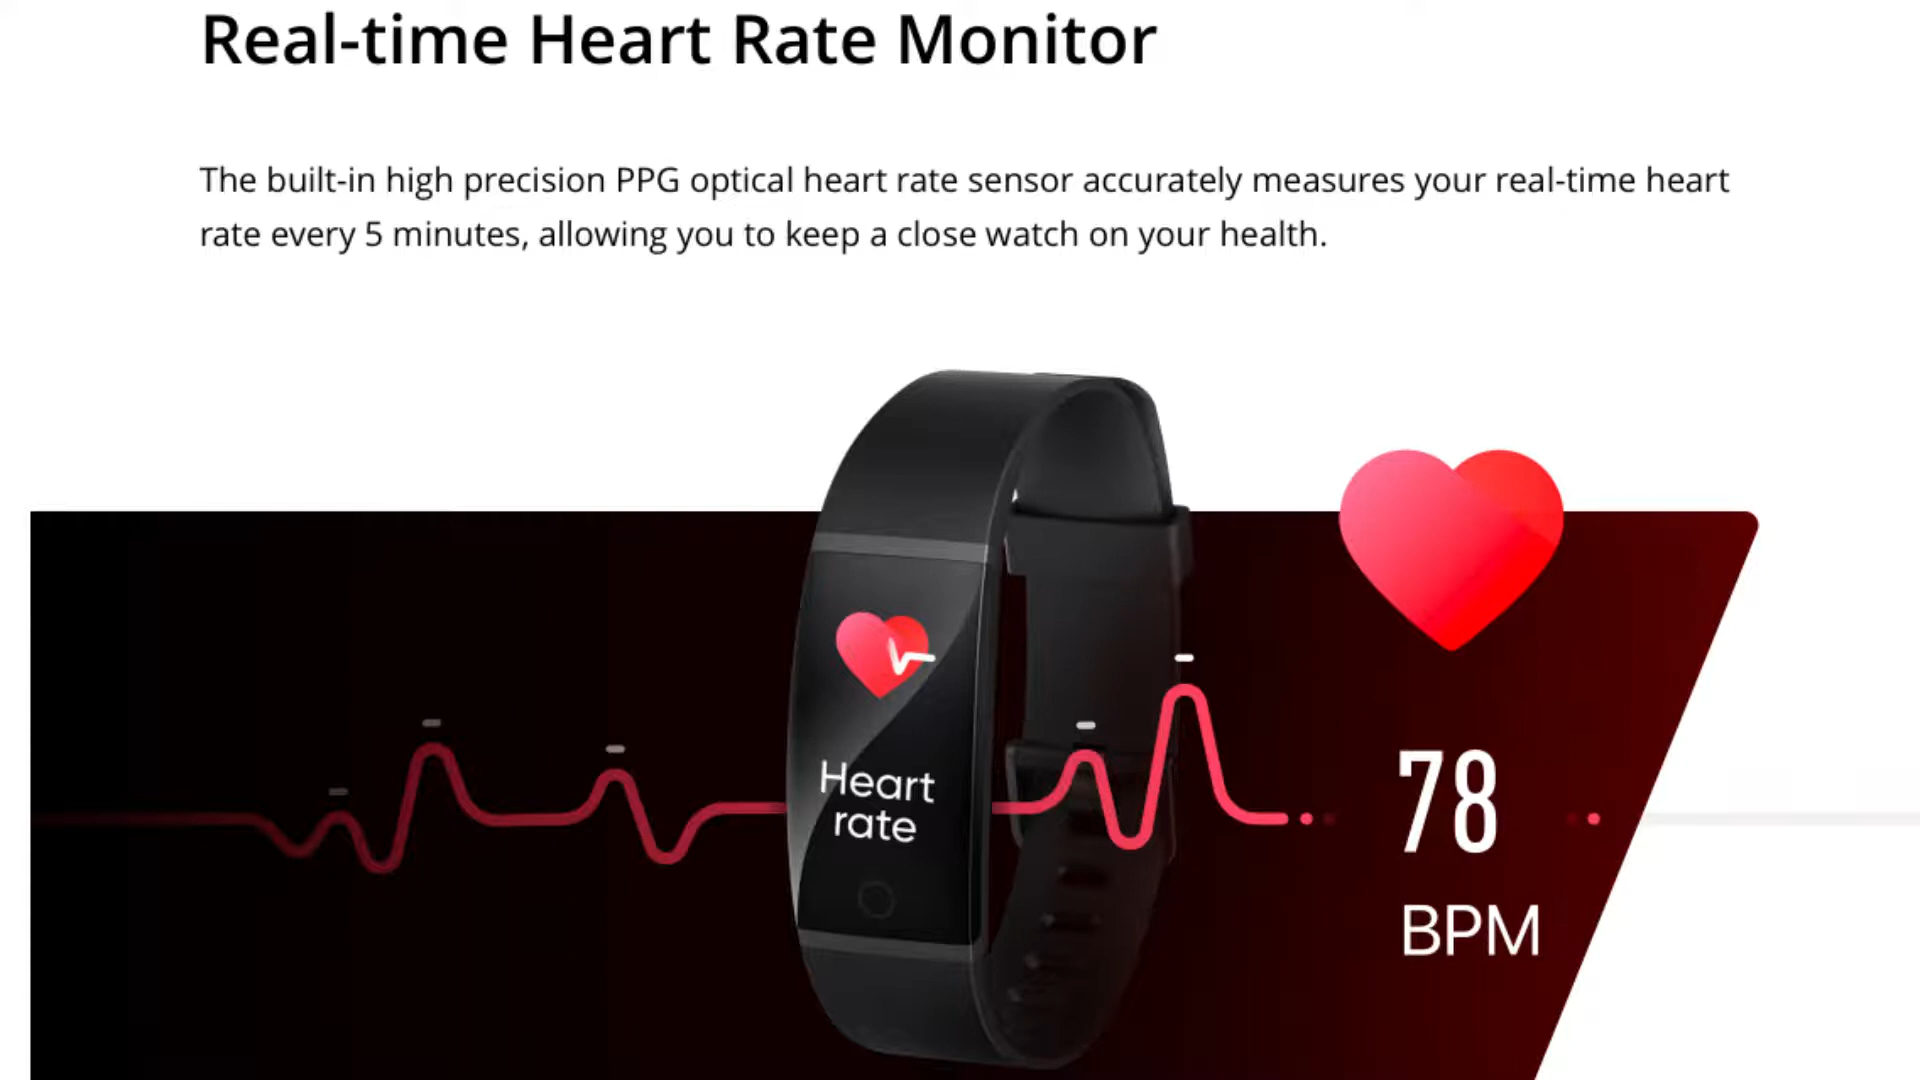 Real-time Heart Rate Monitor
The built-in high precision PPG optical heart rate sensor accurately measures your real-time heart
rate every 5 minutes, allowing you to keep a close watch on your health.
Heart
rate
78
BPM